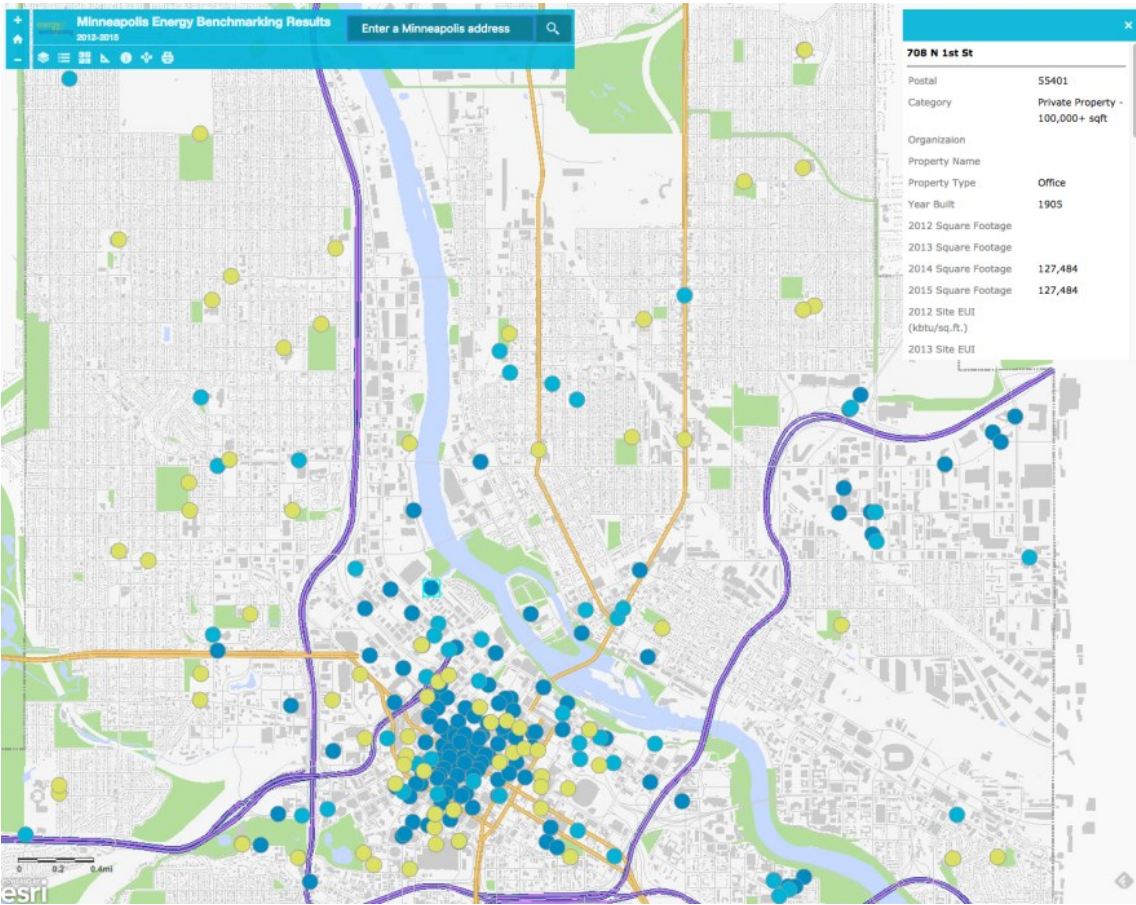 Minneapolis Energy Benchmarking Results
2012-2015
Enter a Minneapolis address
708 N 1st St
Postal 55401
Category Private Property -
100,000+ sqft
Organizaion
Property Name
Property Type Office
Year Built 1905
2012 Square Footage
2013 Square Footage
2014 Square Footage 127,484
2015 Square Footage 127,484
2012 Site EUI
(kbtu/sq.ft.)
2013 Site EUI
0 0.2 0.4mi
esri